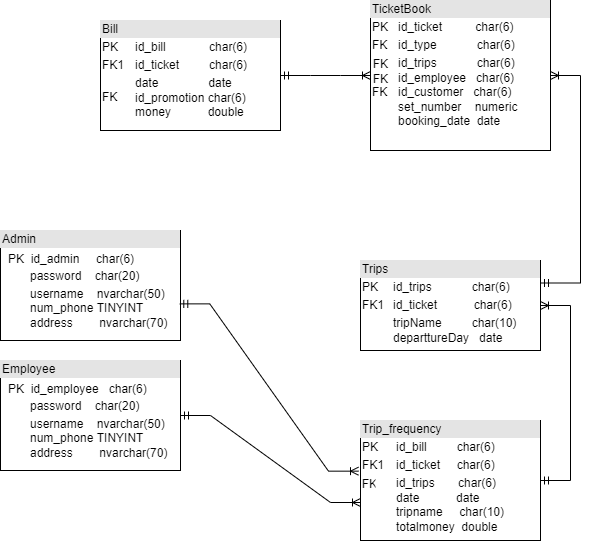 Bill
PK id_bill char(6)
FK1 id_ticket char(6)
date date
FK id_promotion char(6)
money double
TicketBook
PK id_ticket char(6)
FK id_type char(6)
FK id_trips char(6)
FK id_employee char(6)
FK id_customer char(6)
set_number numeric
booking_date date
Admin
PK id_admin char(6)
password char(20)
username nvarchar(50)
num_phone TINYINT
address nvarchar(70)
Trips
PK id_trips char(6)
FK1 id_ticket char(6)
tripName char(10)
departtureDay date
Employee
PK id_employee char(6)
password char(20)
username nvarchar(50)
num_phone TINYINT
address nvarchar(70)
Trip_frequency
PK id_bill char(6)
FK1 id_ticket char(6)
FK id_trips char(6)
date date
tripname char(10)
totalmoney double